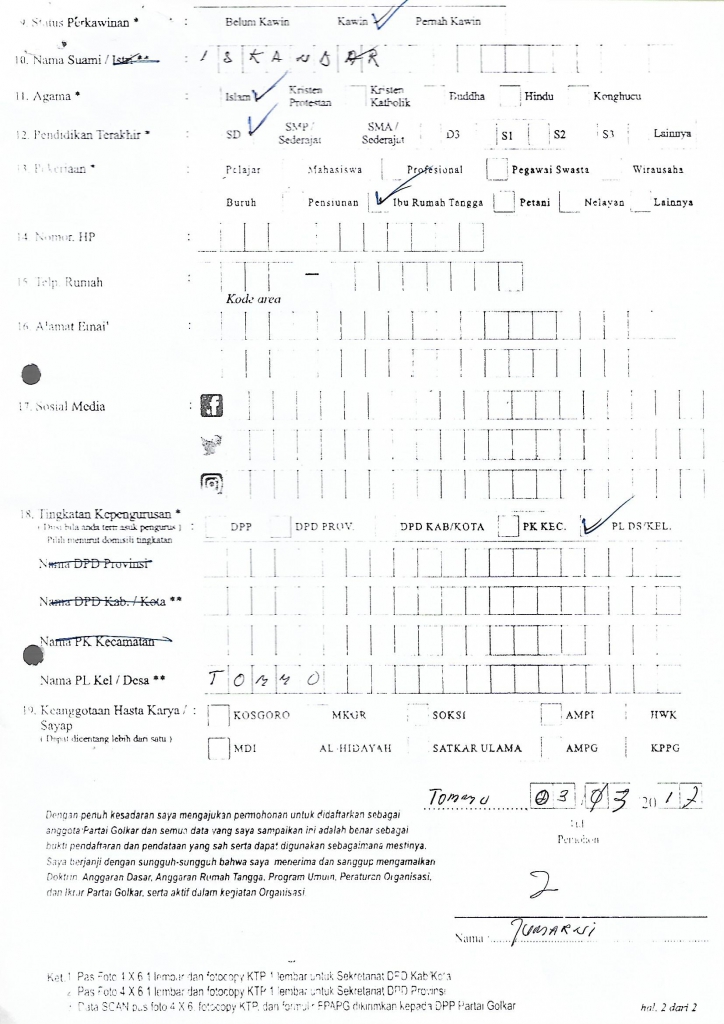 9. Status Perkawinan * : Belum Kawin Kawin Pernah Kawin
10. Nama Suami / Istri ** : ISKANDAR
11. Agama * : Islam Kristen Protestan Kristen Katholik Buddha Hindu Konghucu
12. Pendidikan Terakhir * : SD SMP / Sederajat SMA / Sederajat D3 S1 S2 S3 Lainnya
13. Pekerjaan * : Pelajar Mahasiswa Profesional Pegawai Swasta Wirausaha
Buruh Pensiunan Ibu Rumah Tangga Petani Nelayan Lainnya
14. Nomor. HP :
15. Telp. Rumah : –
Kode area
16. Alamat Email :
17. Sosial Media :
18. Tingkatan Kepengurusan * : DPP DPD PROV. DPD KAB/KOTA PK KEC. PL DS/KEL.
( Diisi bila anda termasuk pengurus )
Pilih menurut domisili tingkatan
Nama DPD Provinsi
Nama DPD Kab. / Kota **
Nama PK Kecamatan
Nama PL Kel / Desa ** TOMMO
19. Keanggotaan Hasta Karya / Sayap : KOSGORO MKGR SOKSI AMPI HWK
( Dapat dicentang lebih dari satu ) MDI AL-HIDAYAH SATKAR ULAMA AMPG KPPG
03 / 03 2017
Dengan penuh kesadaran saya mengajukan permohonan untuk didaftarkan sebagai
anggota Partai Golkar dan semua data yang saya sampaikan ini adalah benar sebagai
bukti pendaftaran dan pendataan yang sah serta dapat digunakan sebagaimana mestinya.
Saya berjanji dengan sungguh-sungguh bahwa saya menerima dan sanggup mengamalkan
Doktrin, Anggaran Dasar, Anggaran Rumah Tangga, Program Umum, Peraturan Organisasi,
dan Ikrar Partai Golkar, serta aktif dalam kegiatan Organisasi.
Pemohon
Nama :
Ket. 1. Pas Foto 4 X 6 1 lembar dan fotocopy KTP 1 lembar untuk Sekretariat DPD Kab/Kota
Pas Foto 4 X 6 1 lembar dan fotocopy KTP 1 lembar untuk Sekretariat DPD Provinsi
Data SCAN pas foto 4 X 6, fotocopy KTP, dan formulir FPAPG dikirimkan kepada DPP Partai Golkar
hal. 2 dari 2